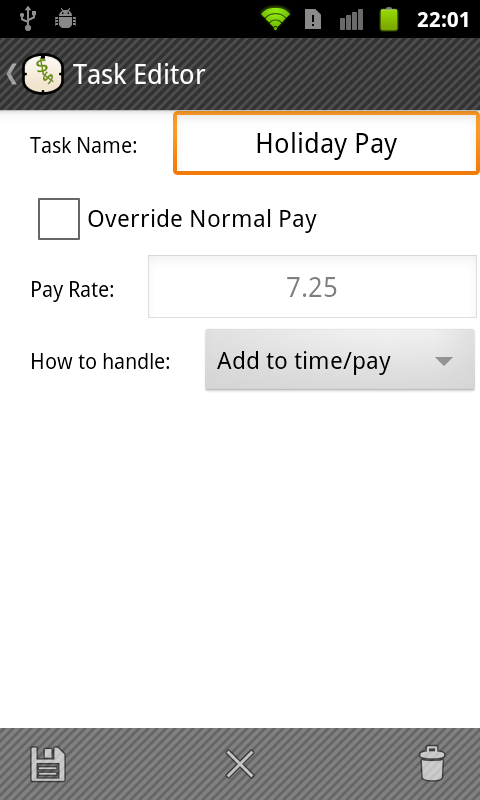 22:01
Task Editor
Task Name: Holiday Pay
Override Normal Pay
Pay Rate: 7.25
How to handle: Add to time/pay